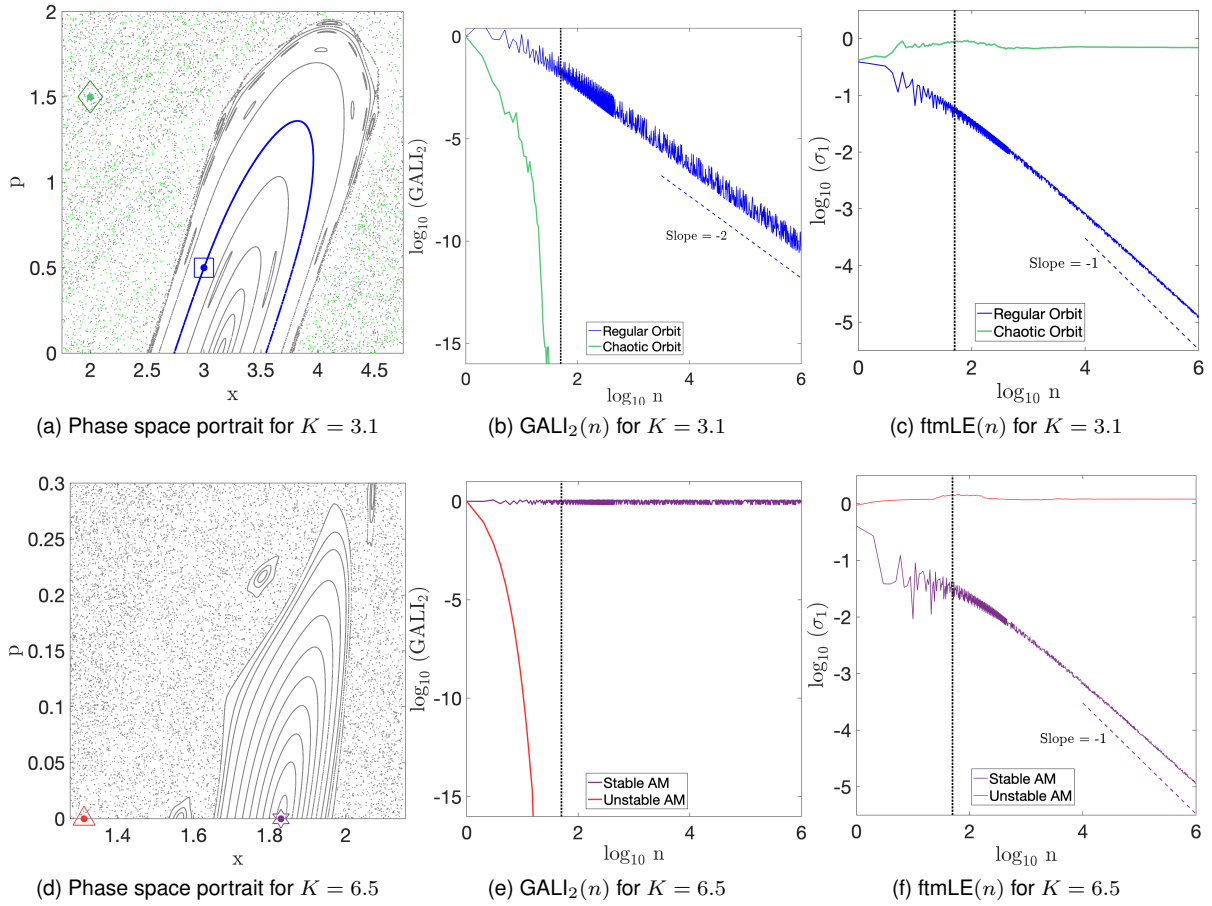 2
1.5
1
0.5
0
p
2 2.5 3 3.5 4 4.5
x
(a) Phase space portrait for K = 3.1
0
-5
-10
-15
log₁₀ (GALI₂)
Slope = -2
Regular Orbit
Chaotic Orbit
0 2 4 6
log₁₀ n
(b) GALI₂(n) for K = 3.1
0
-1
-2
-3
-4
-5
log₁₀ (σ₁)
Slope = -1
Regular Orbit
Chaotic Orbit
0 2 4 6
log₁₀ n
(c) ftmLE(n) for K = 3.1
0.3
0.25
0.2
0.15
0.1
0.05
0
p
1.4 1.6 1.8 2
x
(d) Phase space portrait for K = 6.5
0
-5
-10
-15
log₁₀ (GALI₂)
Stable AM
Unstable AM
0 2 4 6
log₁₀ n
(e) GALI₂(n) for K = 6.5
0
-1
-2
-3
-4
-5
log₁₀ (σ₁)
Slope = -1
Stable AM
Unstable AM
0 2 4 6
log₁₀ n
(f) ftmLE(n) for K = 6.5